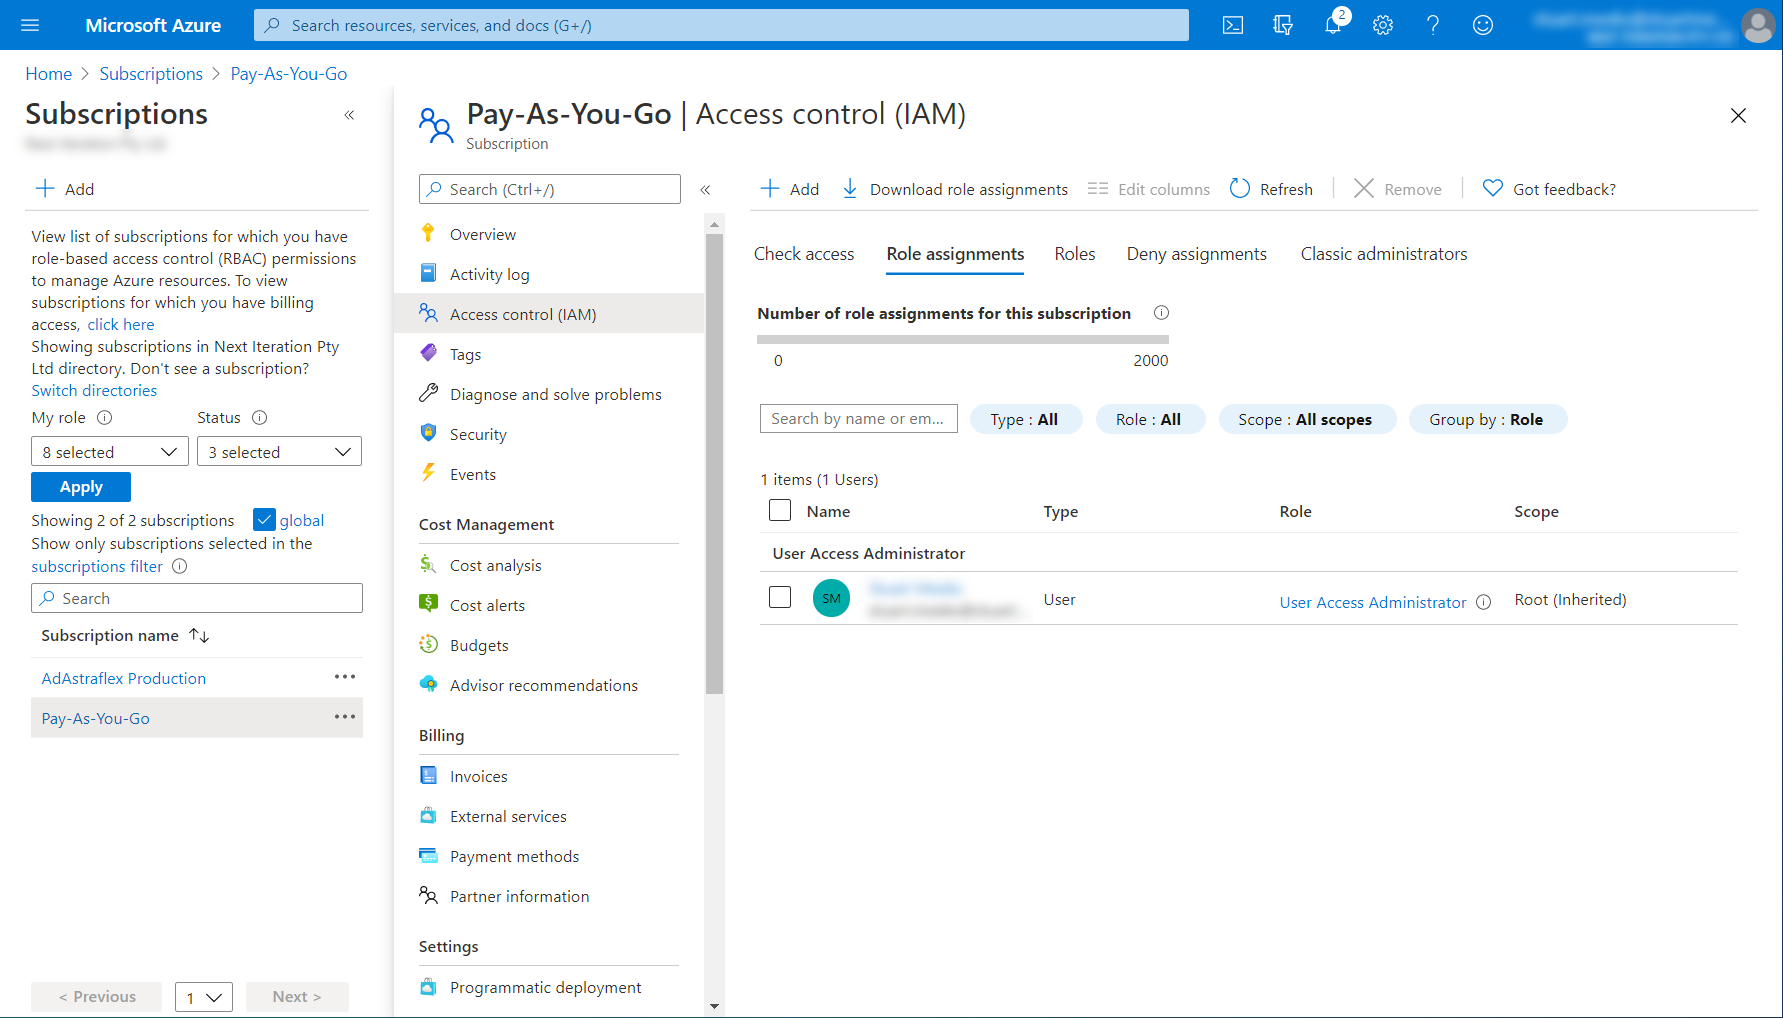 Microsoft Azure
Search resources, services, and docs (G+/)
2
Home > Subscriptions > Pay-As-You-Go
Subscriptions
«
Add
View list of subscriptions for which you have
role-based access control (RBAC) permissions
to manage Azure resources. To view
subscriptions for which you have billing
access, click here
Showing subscriptions in Next Iteration Pty
Ltd directory. Don't see a subscription?
Switch directories
My role Status
8 selected 3 selected
Apply
Showing 2 of 2 subscriptions global
Show only subscriptions selected in the
subscriptions filter
Search
Subscription name
AdAstraflex Production
Pay-As-You-Go
< Previous 1 Next >
Pay-As-You-Go | Access control (IAM)
Subscription
Search (Ctrl+/)
«
Overview
Activity log
Access control (IAM)
Tags
Diagnose and solve problems
Security
Events
Cost Management
Cost analysis
Cost alerts
Budgets
Advisor recommendations
Billing
Invoices
External services
Payment methods
Partner information
Settings
Programmatic deployment
Add Download role assignments Edit columns Refresh Remove Got feedback?
Check access Role assignments Roles Deny assignments Classic administrators
Number of role assignments for this subscription
0 2000
Search by name or em... Type : All Role : All Scope : All scopes Group by : Role
1 items (1 Users)
Name Type Role Scope
User Access Administrator
SM User User Access Administrator Root (Inherited)